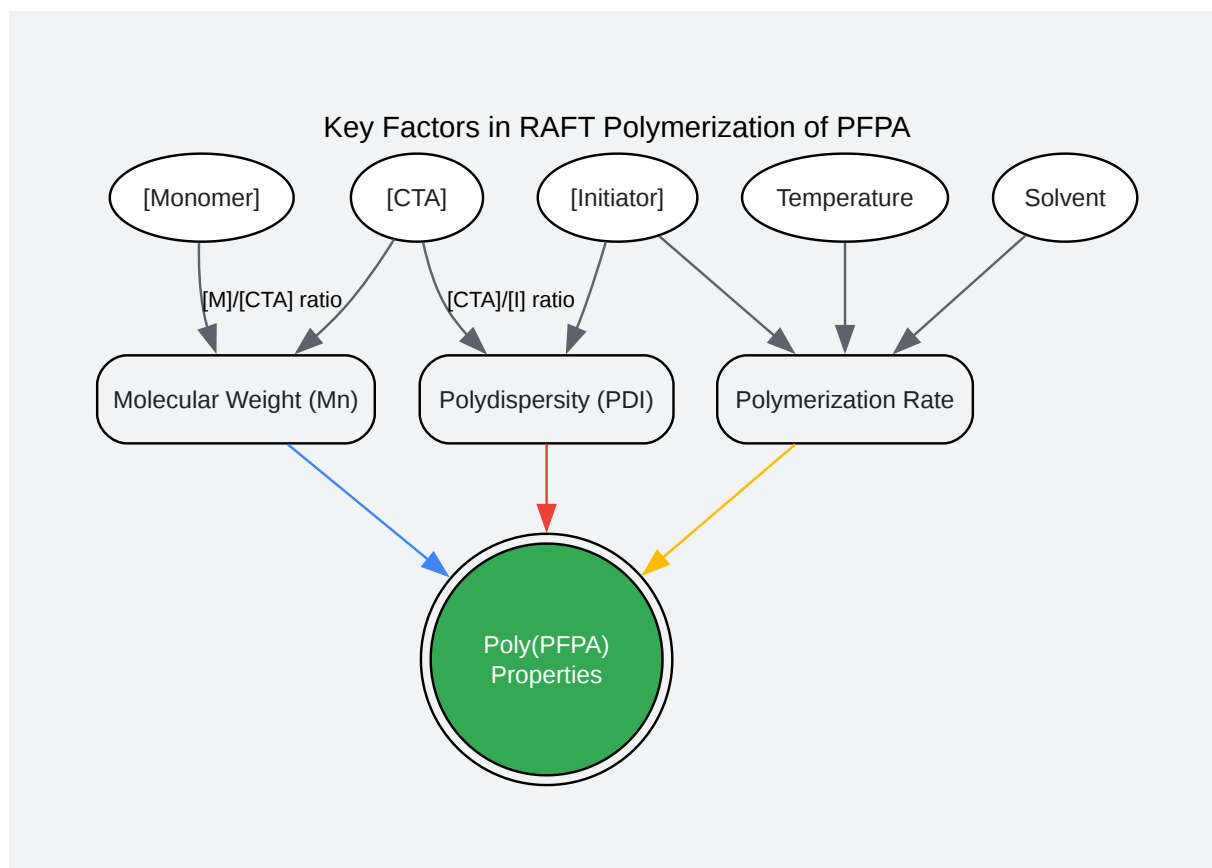 Key Factors in RAFT Polymerization of PFPA
[Monomer]
[CTA]
[Initiator]
Temperature
Solvent
[M]/[CTA] ratio
[CTA]/[I] ratio
Molecular Weight (Mn)
Polydispersity (PDI)
Polymerization Rate
Poly(PFPA)
Properties